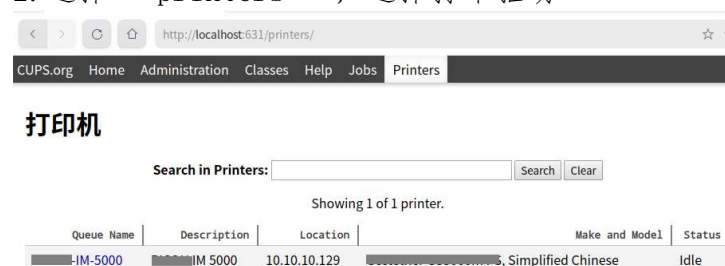 http://localhost:631/printers/
CUPS.org Home Administration Classes Help Jobs Printers
打印机
Search in Printers: Search Clear
Showing 1 of 1 printer.
Queue Name Description Location Make and Model Status
-IM-5000 IM 5000 10.10.10.129 , Simplified Chinese Idle